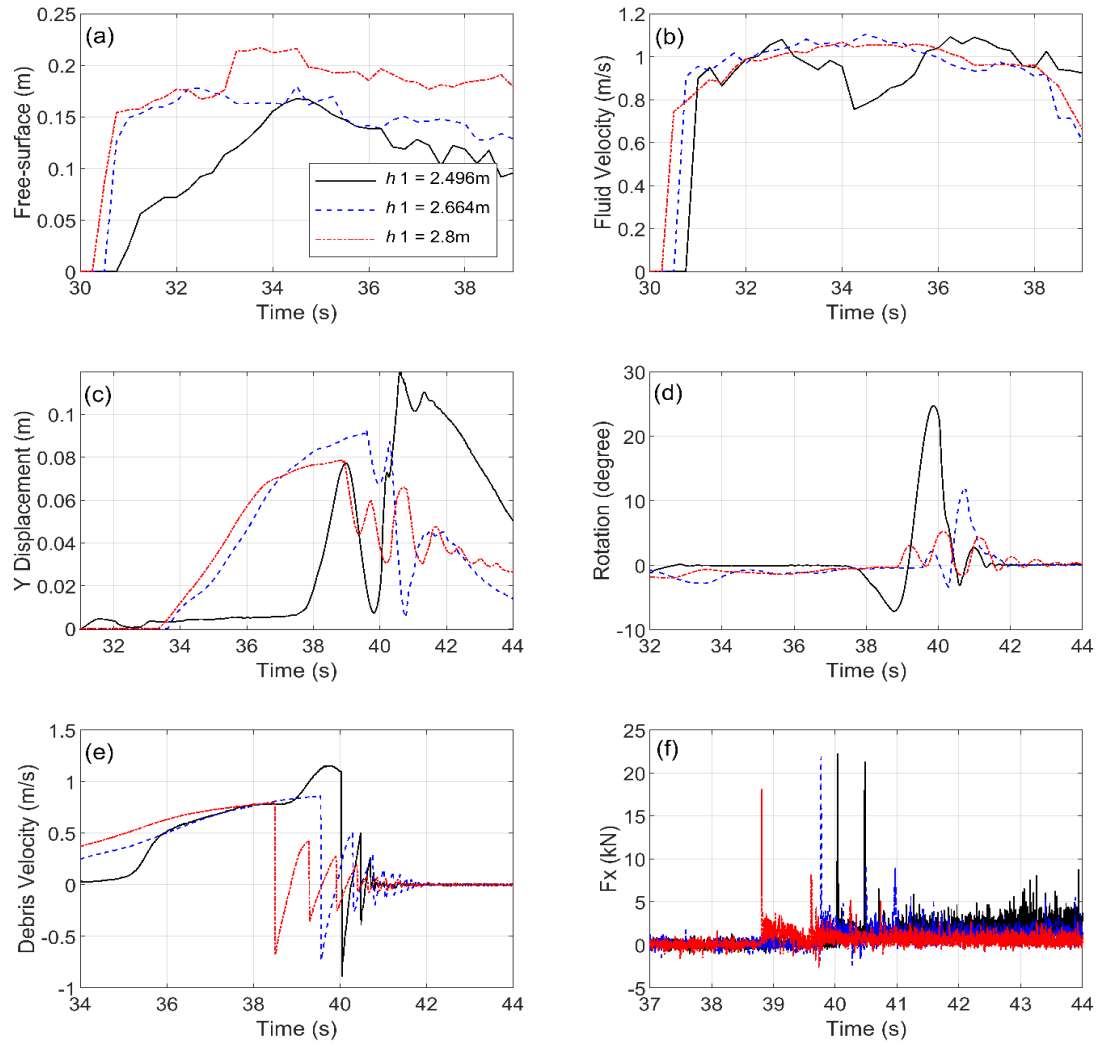 (a)
Free-surface (m)
0.25
0.2
0.15
0.1
0.05
0
30 32 34 36 38
Time (s)
h 1 = 2.496m
h 1 = 2.664m
h 1 = 2.8m
(b)
Fluid Velocity (m/s)
1.2
1
0.8
0.6
0.4
0.2
0
30 32 34 36 38
Time (s)
(c)
Y Displacement (m)
0.1
0.08
0.06
0.04
0.02
0
32 34 36 38 40 42 44
Time (s)
(d)
Rotation (degree)
30
20
10
0
-10
32 34 36 38 40 42 44
Time (s)
(e)
Debris Velocity (m/s)
1.5
1
0.5
0
-0.5
-1
34 36 38 40 42 44
Time (s)
(f)
Fx (kN)
25
20
15
10
5
0
-5
37 38 39 40 41 42 43 44
Time (s)